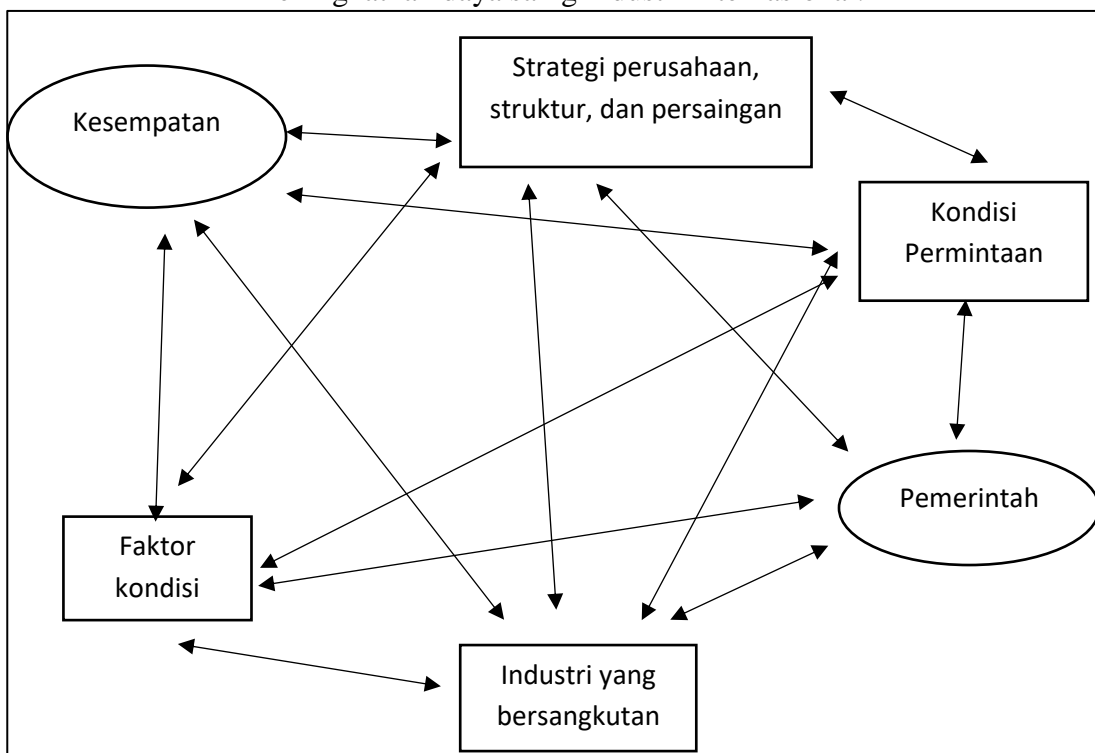 Strategi perusahaan,
struktur, dan persaingan
Kesempatan
Kondisi
Permintaan
Pemerintah
Faktor
kondisi
Industri yang
bersangkutan